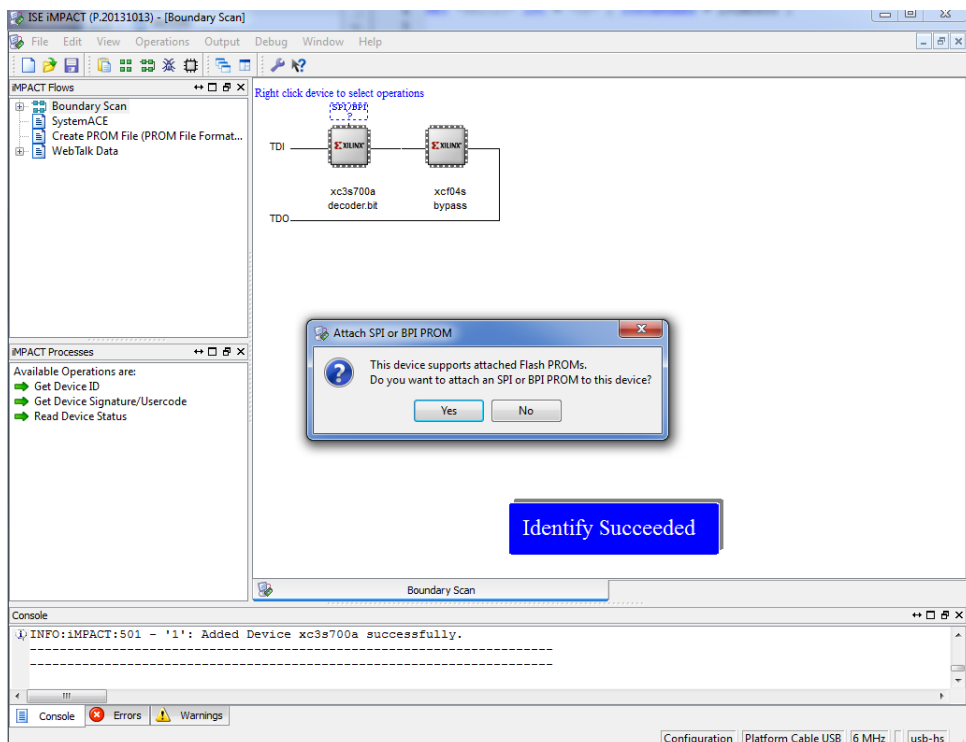 ISE iMPACT (P.20131013) - [Boundary Scan]
File Edit View Operations Output Debug Window Help
iMPACT Flows
Boundary Scan
SystemACE
Create PROM File (PROM File Format...
WebTalk Data
Right click device to select operations
SPI/BPI
?
TDI
XILINX XILINX
xc3s700a xcf04s
decoder.bit bypass
TDO
Attach SPI or BPI PROM
This device supports attached Flash PROMs.
Do you want to attach an SPI or BPI PROM to this device?
Yes No
iMPACT Processes
Available Operations are:
Get Device ID
Get Device Signature/Usercode
Read Device Status
Identify Succeeded
Boundary Scan
Console
INFO:iMPACT:501 - '1': Added Device xc3s700a successfully.
----------------------------------------------------------------------
----------------------------------------------------------------------
Console Errors Warnings
Configuration Platform Cable USB 6 MHz usb-hs